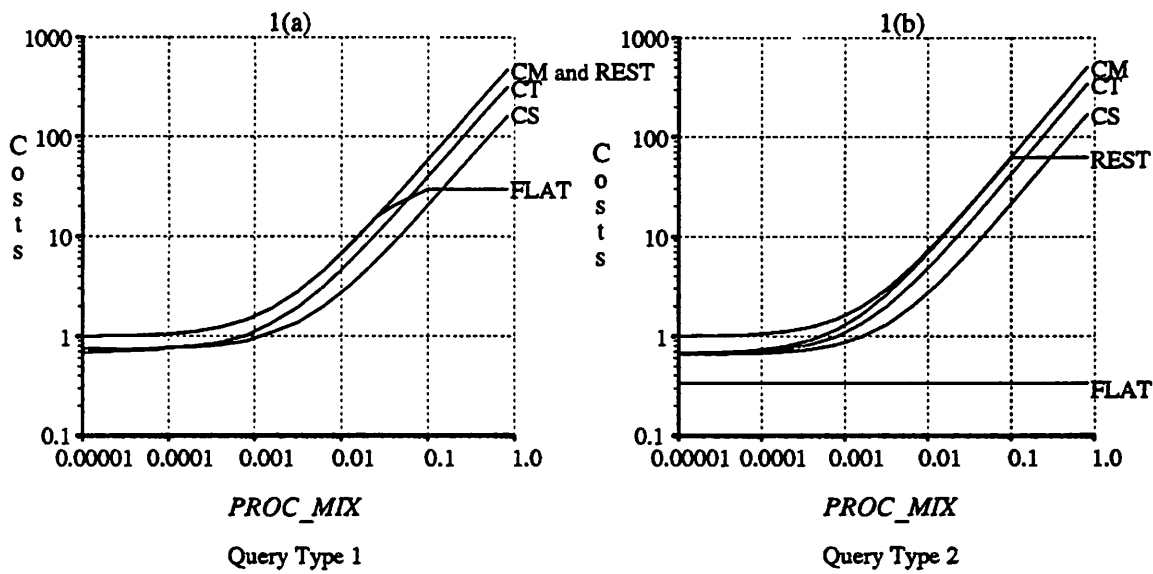 1(a)
1000
100
10
1
0.1
Costs
CM and REST
CT
CS
FLAT
0.00001 0.0001 0.001 0.01 0.1 1.0
PROC_MIX
Query Type 1
1(b)
1000
100
10
1
0.1
Costs
CM
CT
CS
REST
FLAT
0.00001 0.0001 0.001 0.01 0.1 1.0
PROC_MIX
Query Type 2